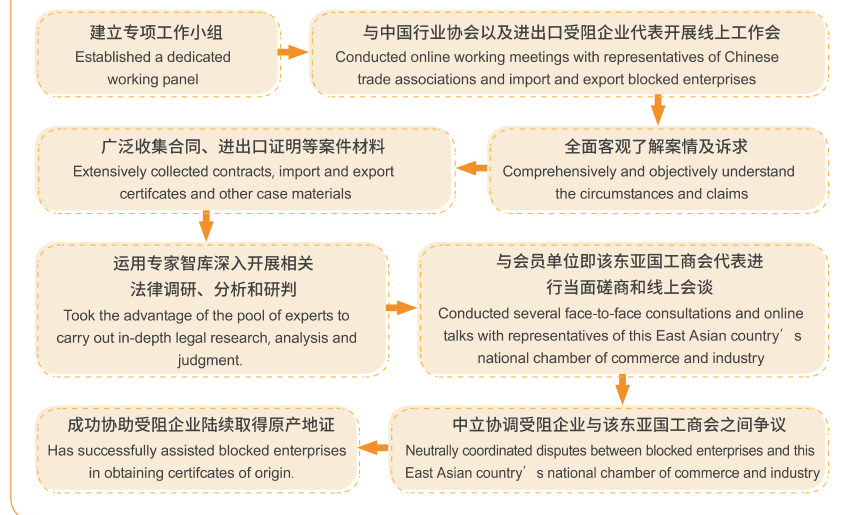 建立专项工作小组
Established a dedicated
working panel
与中国行业协会以及进出口受阻企业代表开展线上工作会
Conducted online working meetings with representatives of Chinese
trade associations and import and export blocked enterprises
全面客观了解案情及诉求
Comprehensively and objectively understand
the circumstances and claims
广泛收集合同、进出口证明等案件材料
Extensively collected contracts, import and export
certifcates and other case materials
运用专家智库深入开展相关
法律调研、分析和研判
Took the advantage of the pool of experts to
carry out in-depth legal research, analysis and
judgment.
与会员单位即该东亚国工商会代表进
行当面磋商和线上会谈
Conducted several face-to-face consultations and online
talks with representatives of this East Asian country’s
national chamber of commerce and industry
中立协调受阻企业与该东亚国工商会之间争议
Neutrally coordinated disputes between blocked enterprises and this
East Asian country’s national chamber of commerce and industry
成功协助受阻企业陆续取得原产地证
Has successfully assisted blocked enterprises
in obtaining certifcates of origin.